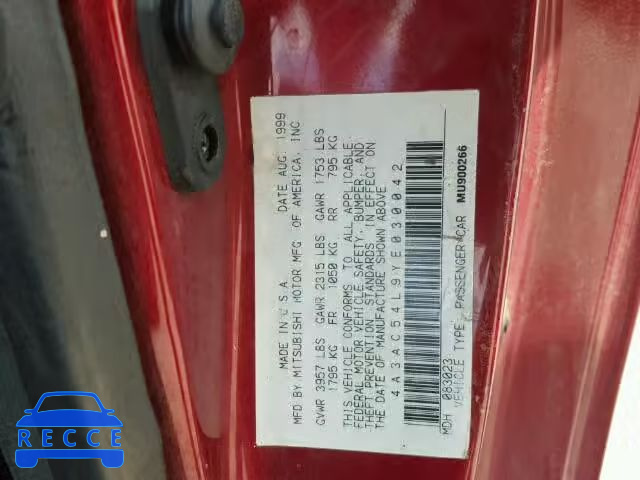 MADE IN U.S.A. DATE AUG. 1999
MFD BY MITSUBISHI MOTOR MFG OF AMERICA, INC
GVWR 3957 LBS GAWR 2315 LBS GAWR 1753 LBS
1795 KG FR 1050 KG RR 795 KG
THIS VEHICLE CONFORMS TO ALL APPLICABLE
FEDERAL MOTOR VEHICLE SAFETY, BUMPER, AND
THEFT PREVENTION STANDARDS IN EFFECT ON
THE DATE OF MANUFACTURE SHOWN ABOVE
4A3AC54L9YE030042
MDH 083023
VEHICLE TYPE: PASSENGER CAR MU900266
RECCE